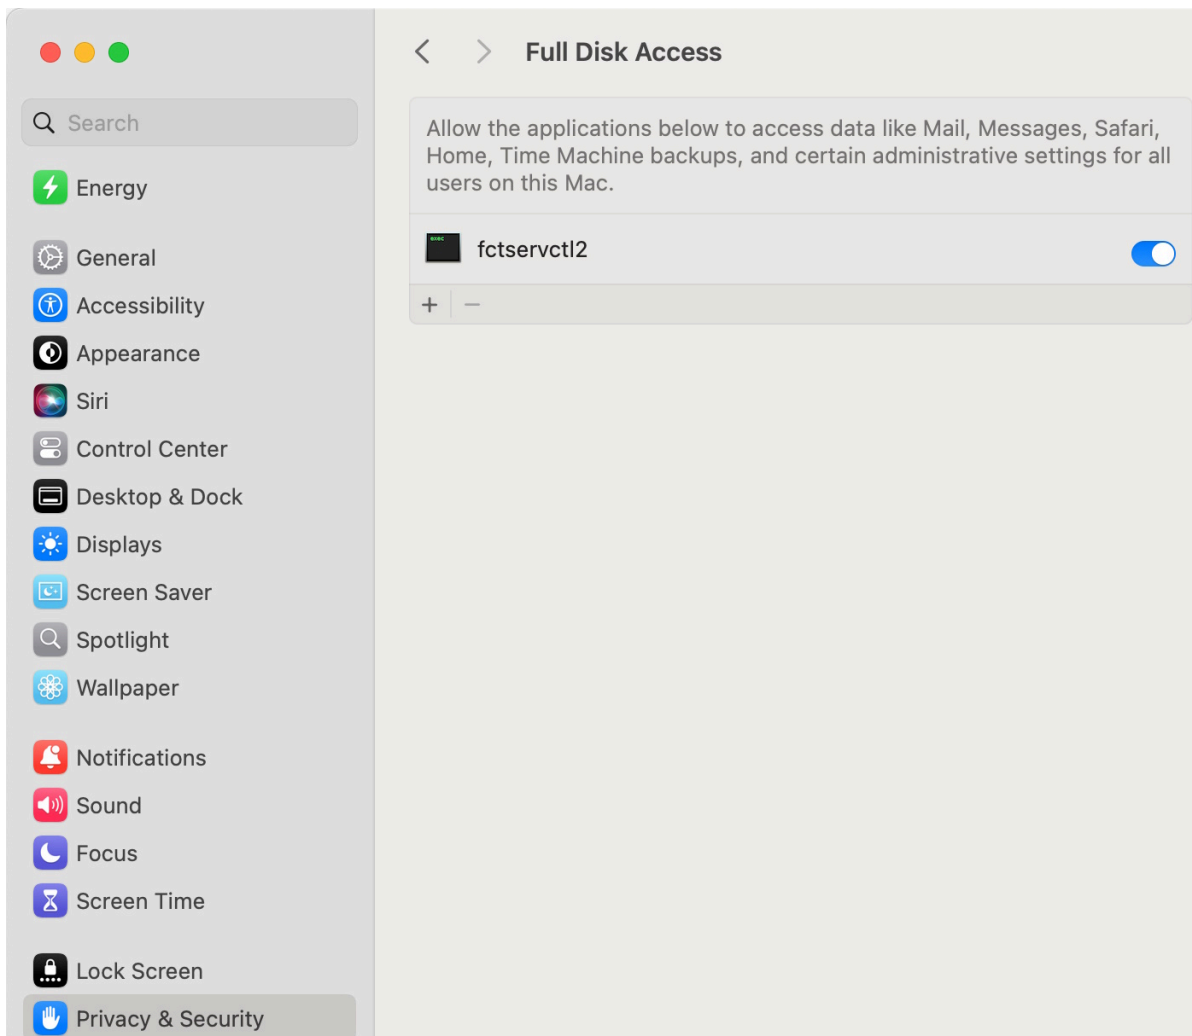 Search
Energy
General
Accessibility
Appearance
Siri
Control Center
Desktop & Dock
Displays
Screen Saver
Spotlight
Wallpaper
Notifications
Sound
Focus
Screen Time
Lock Screen
Privacy & Security
Full Disk Access
Allow the applications below to access data like Mail, Messages, Safari,
Home, Time Machine backups, and certain administrative settings for all
users on this Mac.
exec
fctservctl2